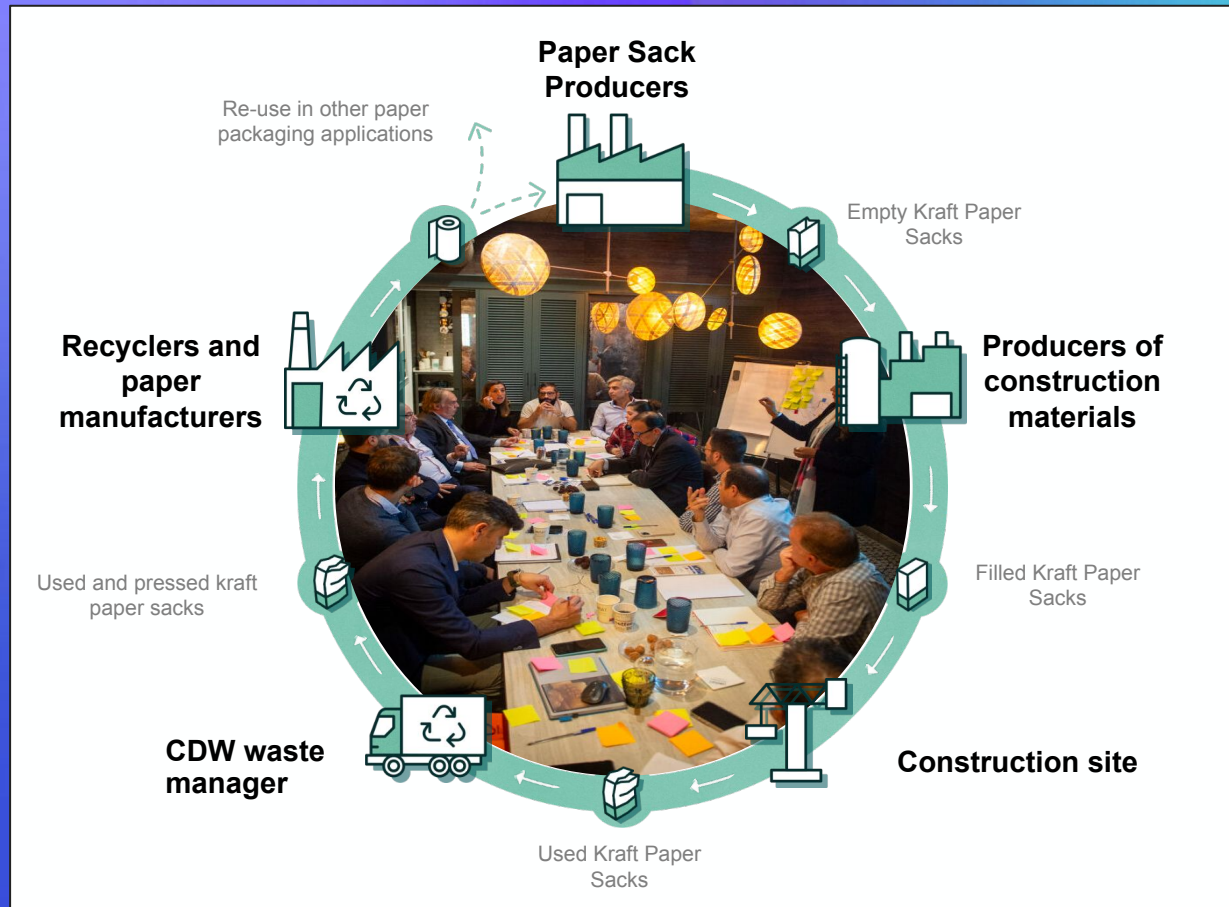 Paper Sack
Producers
Re-use in other paper
packaging applications
Empty Kraft Paper
Sacks
Recyclers and
paper
manufacturers
Producers of
construction
materials
Used and pressed kraft
paper sacks
Filled Kraft Paper
Sacks
CDW waste
manager
Construction site
Used Kraft Paper
Sacks